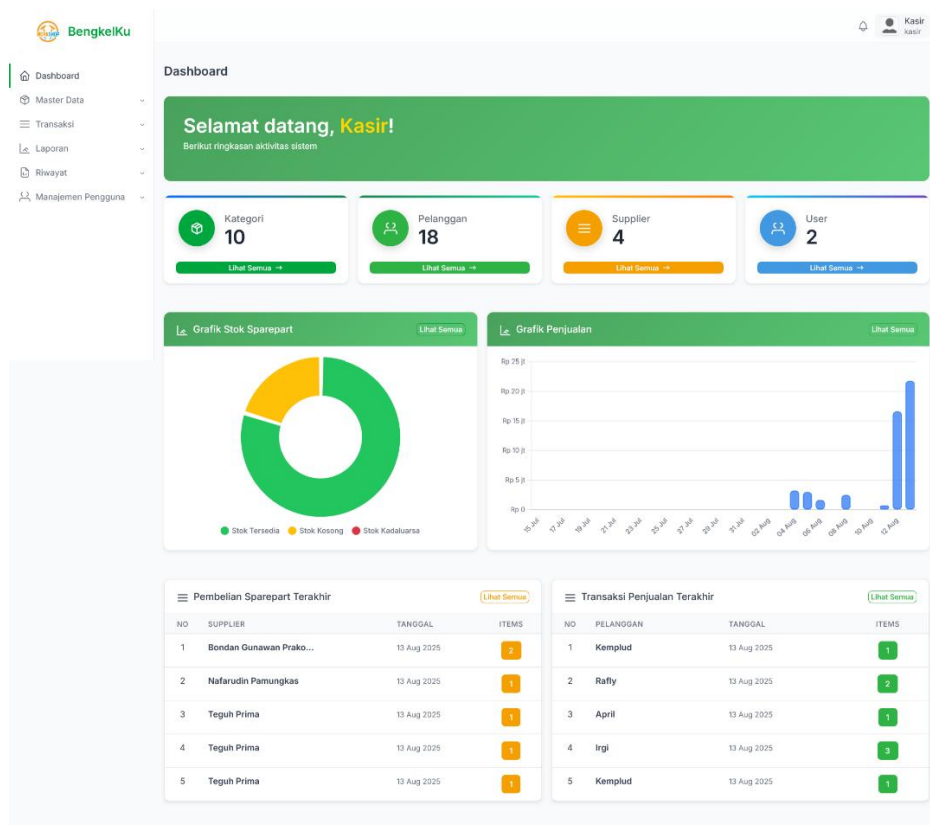 BengkelKu
Kasir
kasir
Dashboard
Master Data
Transaksi
Laporan
Riwayat
Manajemen Pengguna
Dashboard
Selamat datang, Kasir!
Berikut ringkasan aktivitas sistem
Kategori
10
Lihat Semua →
Pelanggan
18
Lihat Semua →
Supplier
4
Lihat Semua →
User
2
Lihat Semua →
Grafik Stok Sparepart
Lihat Semua
Stok Tersedia Stok Kosong Stok Kadaluarsa
Grafik Penjualan
Lihat Semua
Rp 25 jt
Rp 20 jt
Rp 15 jt
Rp 10 jt
Rp 5 jt
Rp 0
15 Jul 17 Jul 19 Jul 21 Jul 23 Jul 25 Jul 27 Jul 29 Jul 31 Jul 02 Aug 04 Aug 06 Aug 08 Aug 10 Aug 12 Aug
Pembelian Sparepart Terakhir
Lihat Semua
NO SUPPLIER TANGGAL ITEMS
1 Bondan Gunawan Prako... 13 Aug 2025 2
2 Nafarudin Pamungkas 13 Aug 2025 1
3 Teguh Prima 13 Aug 2025 1
4 Teguh Prima 13 Aug 2025 1
5 Teguh Prima 13 Aug 2025 1
Transaksi Penjualan Terakhir
Lihat Semua
NO PELANGGAN TANGGAL ITEMS
1 Kemplud 13 Aug 2025 1
2 Rafly 13 Aug 2025 2
3 April 13 Aug 2025 1
4 Irgi 13 Aug 2025 3
5 Kemplud 13 Aug 2025 1